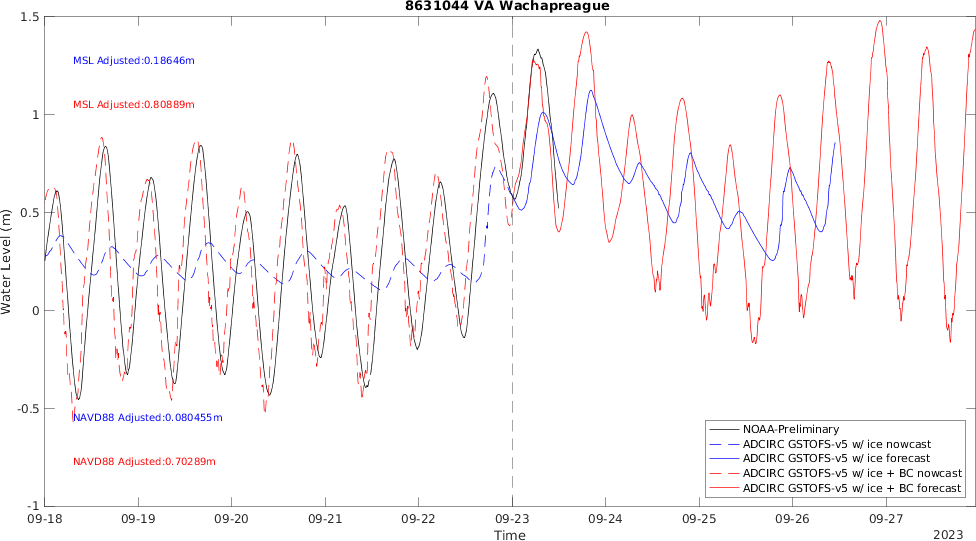 8631044 VA Wachapreague
1.5
1
0.5
0
-0.5
-1
Water Level (m)
MSL Adjusted:0.18646m
MSL Adjusted:0.80889m
NAVD88 Adjusted:0.080455m
NAVD88 Adjusted:0.70289m
NOAA-Preliminary
ADCIRC GSTOFS-v5 w/ ice nowcast
ADCIRC GSTOFS-v5 w/ ice forecast
ADCIRC GSTOFS-v5 w/ ice + BC nowcast
ADCIRC GSTOFS-v5 w/ ice + BC forecast
09-18 09-19 09-20 09-21 09-22 09-23 09-24 09-25 09-26 09-27
Time
2023